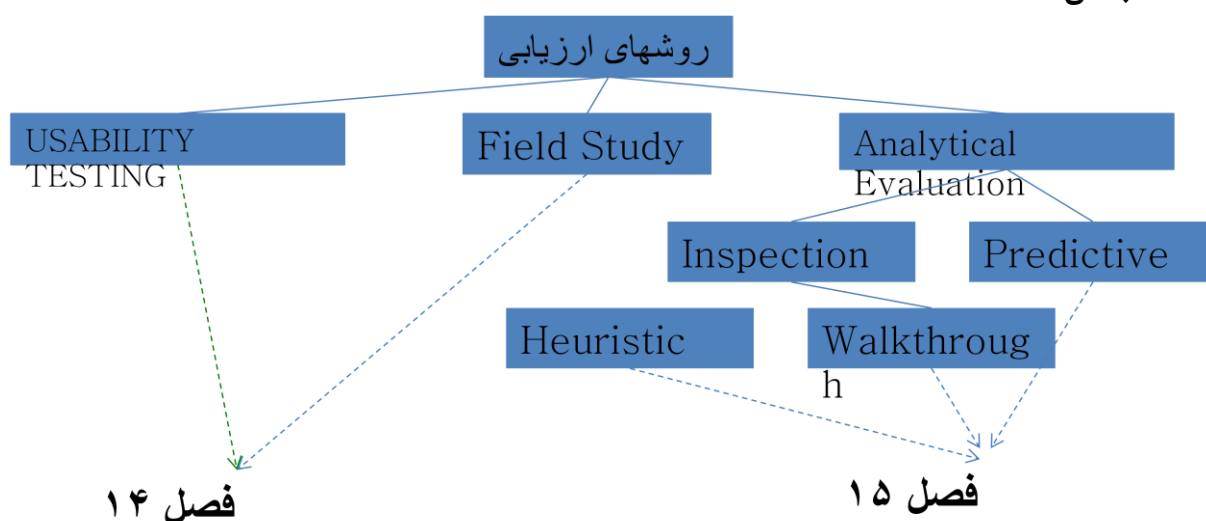 روشهای ارزیابی
USABILITY
TESTING
Field Study
Analytical
Evaluation
Inspection
Predictive
Heuristic
Walkthroug
h
فصل ۱۴
فصل ۱۵